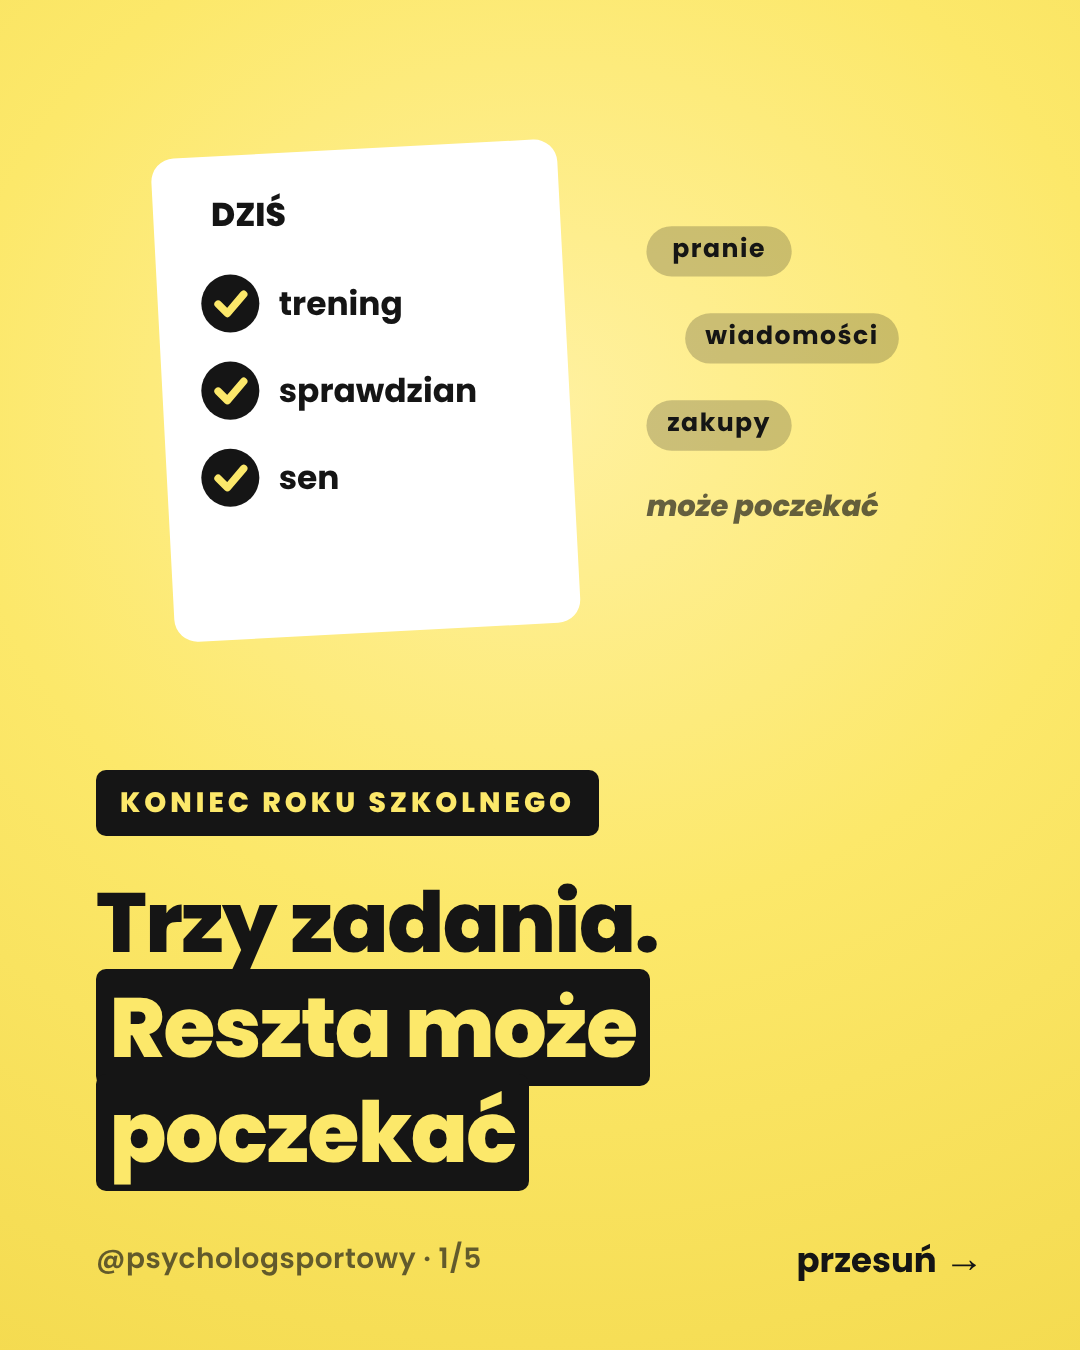 DZIŚ
trening
sprawdzian
sen
pranie
wiadomości
zakupy
może poczekać
KONIEC ROKU SZKOLNEGO
Trzy zadania.
Reszta może
poczekać
@psychologsportowy · 1/5
przesuń →